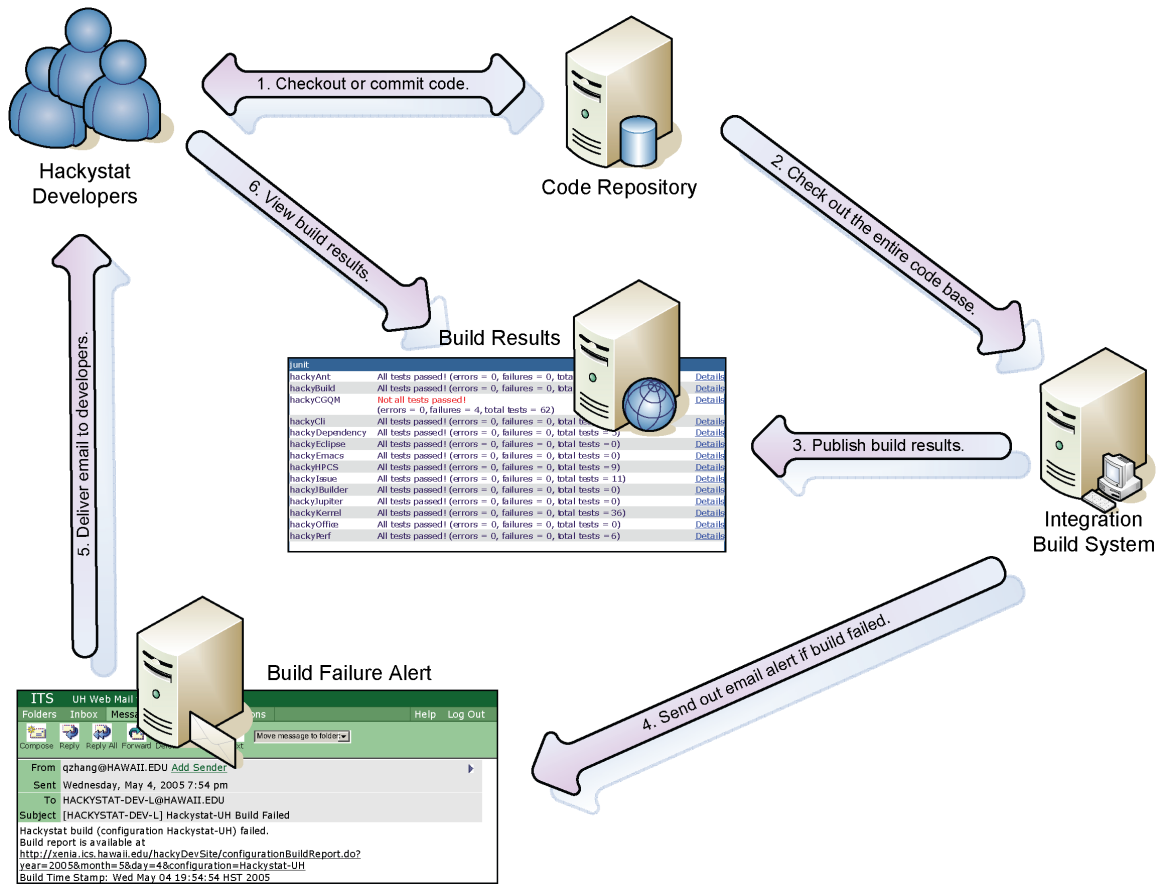 1. Checkout or commit code.
Hackystat
Developers
Code Repository
2. Check out the entire code base.
6. View build results.
Build Results
junit
hackyAnt All tests passed! (errors = 0, failures = 0, total Details
hackyBuild All tests passed! (errors = 0, failures = 0, total Details
hackyCGQM Not all tests passed! Details
(errors = 0, failures = 4, total tests = 62)
hackyCli All tests passed! (errors = 0, failures = 0, total tests Details
hackyDependency All tests passed! (errors = 0, failures = 0, total tests = Details
hackyEclipse All tests passed! (errors = 0, failures = 0, total tests = 0) Details
hackyEmacs All tests passed! (errors = 0, failures = 0, total tests = 0) Details
hackyHPCS All tests passed! (errors = 0, failures = 0, total tests = 9) Details
hackyIssue All tests passed! (errors = 0, failures = 0, total tests = 11) Details
hackyJBuilder All tests passed! (errors = 0, failures = 0, total tests = 0) Details
hackyJupiter All tests passed! (errors = 0, failures = 0, total tests = 0) Details
hackyKernel All tests passed! (errors = 0, failures = 0, total tests = 36) Details
hackyOffice All tests passed! (errors = 0, failures = 0, total tests = 0) Details
hackyPerf All tests passed! (errors = 0, failures = 0, total tests = 6) Details
3. Publish build results.
Integration
Build System
5. Deliver email to developers.
4. Send out email alert if build failed.
Build Failure Alert
ITS UH Web Mail
Folders Inbox Help Log Out
Compose Reply Reply All Forward Move message to folder:
From qzhang@HAWAII.EDU Add Sender
Sent Wednesday, May 4, 2005 7:54 pm
To HACKYSTAT-DEV-L@HAWAII.EDU
Subject [HACKYSTAT-DEV-L] Hackystat-UH Build Failed
Hackystat build (configuration Hackystat-UH) failed.
Build report is available at
http://xenia.ics.hawaii.edu/hackyDevSite/configurationBuildReport.do?
year=2005&month=5&day=4&configuration=Hackystat-UH
Build Time Stamp: Wed May 04 19:54:54 HST 2005